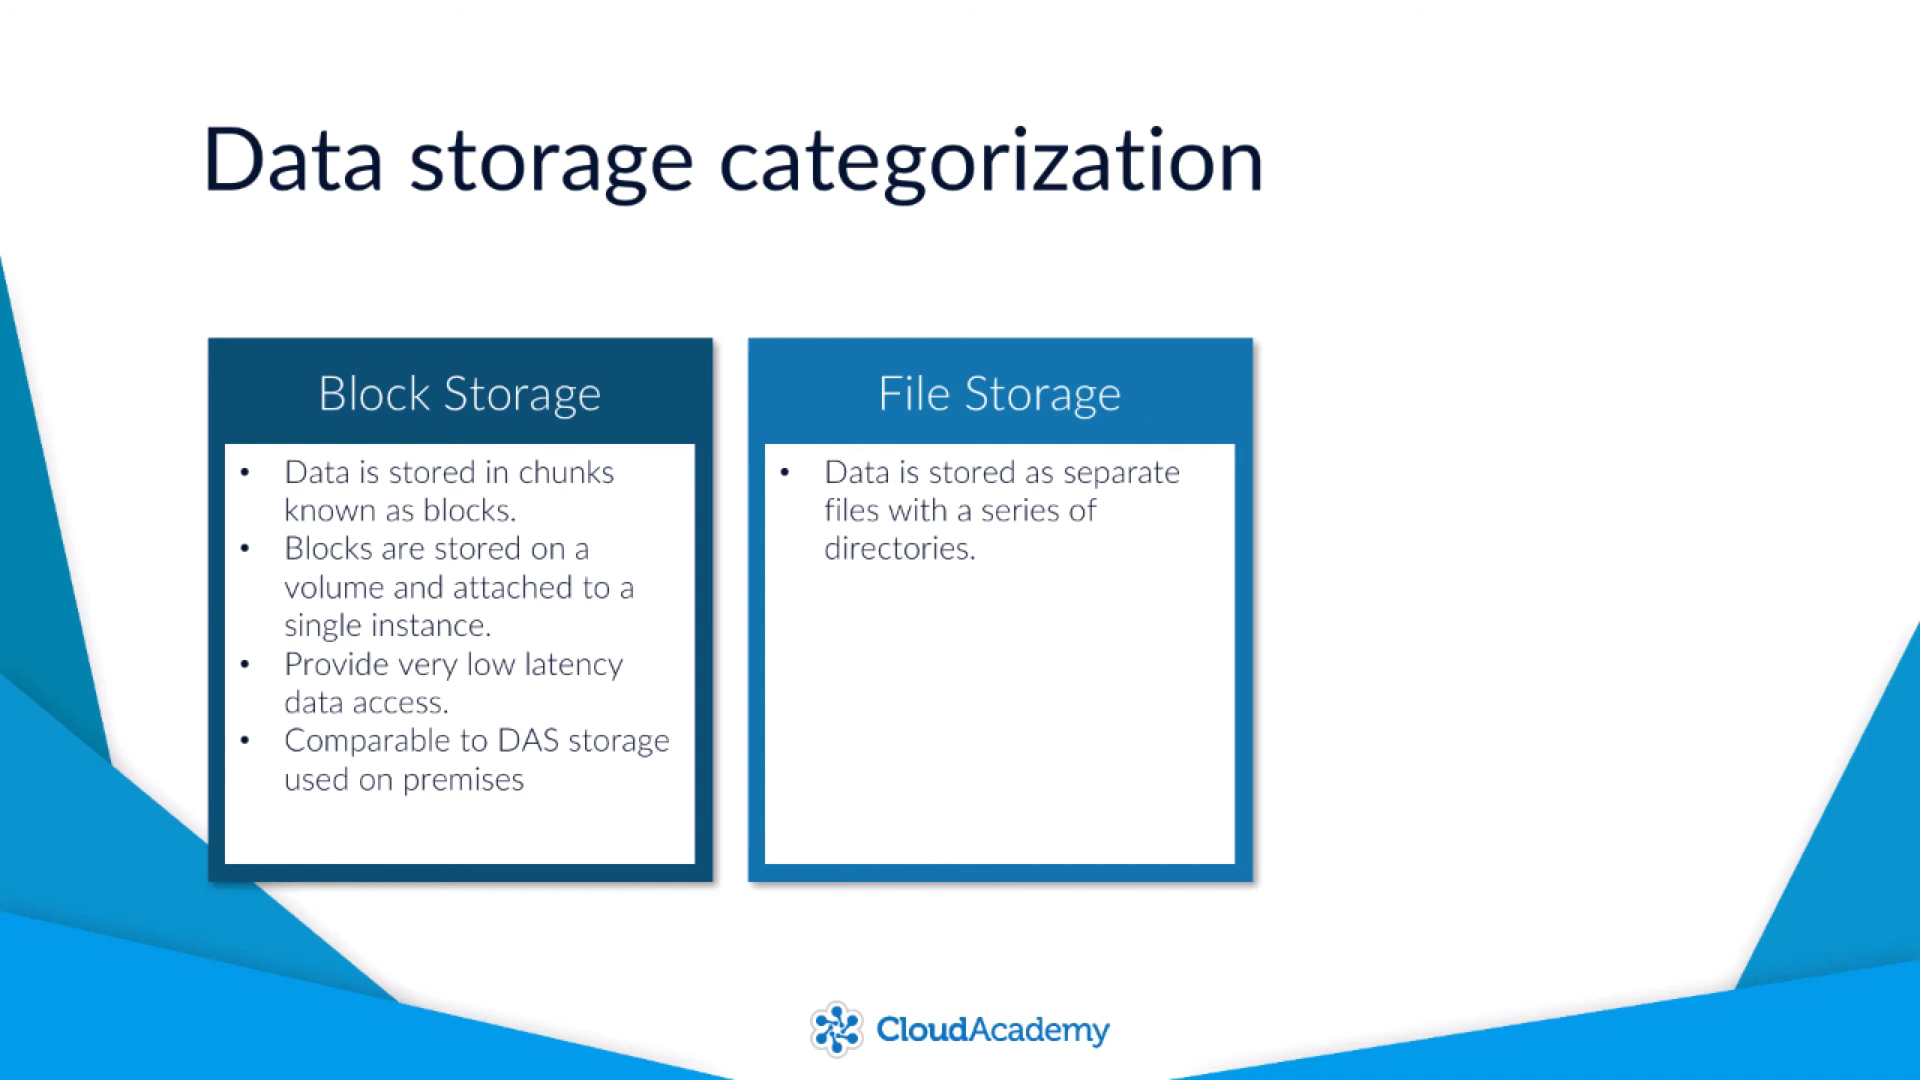 Data storage categorization
Block Storage
• Data is stored in chunks
known as blocks.
• Blocks are stored on a
volume and attached to a
single instance.
• Provide very low latency
data access.
• Comparable to DAS storage
used on premises
File Storage
• Data is stored as separate
files with a series of
directories.
CloudAcademy